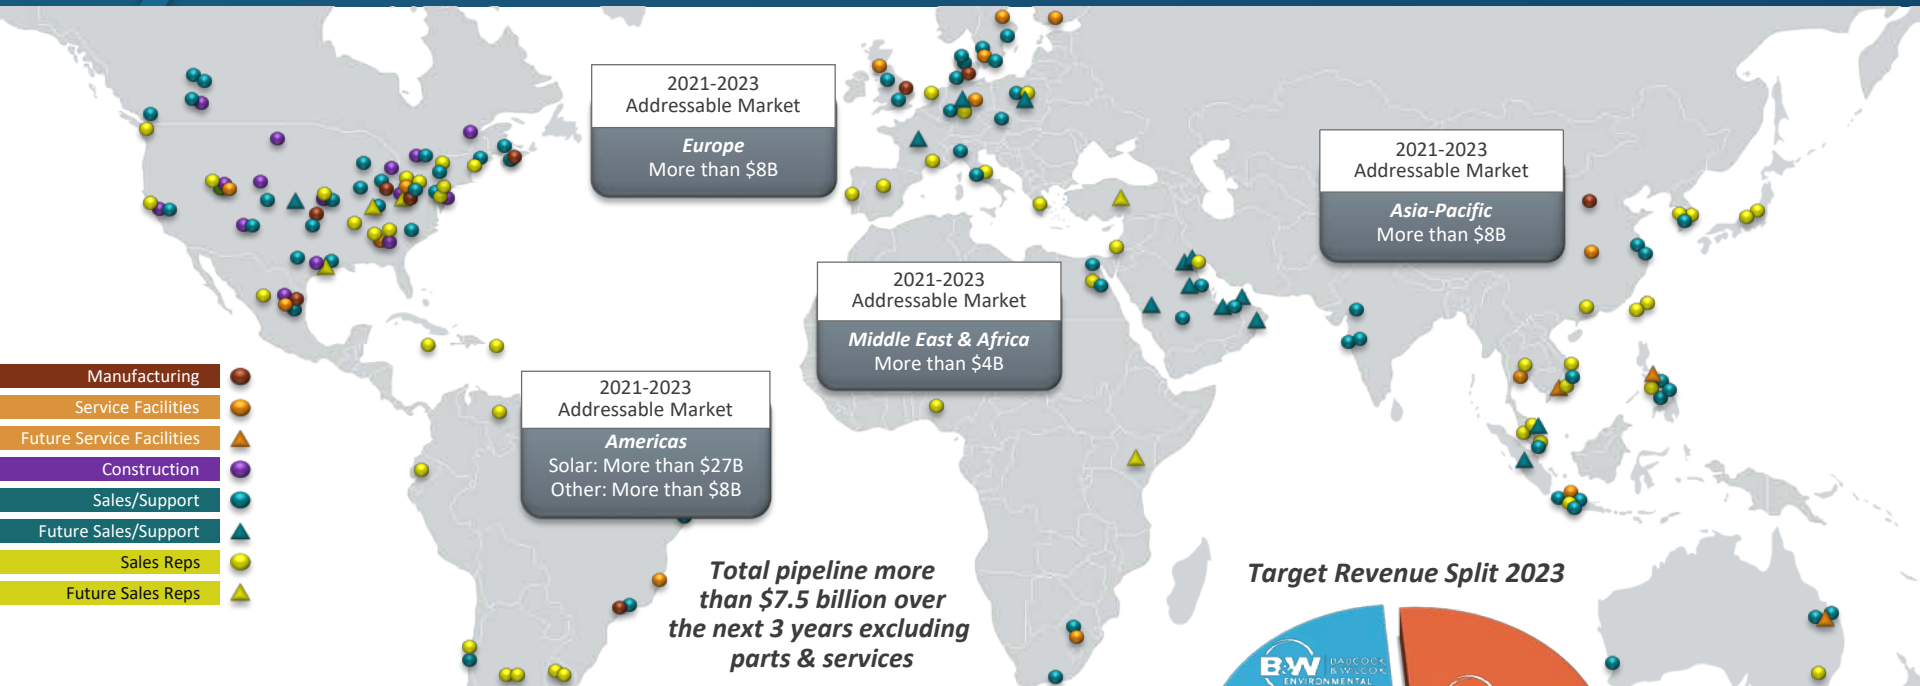 2021-2023
Addressable Market
Europe
More than $8B
2021-2023
Addressable Market
Asia-Pacific
More than $8B
2021-2023
Addressable Market
Middle East & Africa
More than $4B
2021-2023
Addressable Market
Americas
Solar: More than $27B
Other: More than $8B
Manufacturing
Service Facilities
Future Service Facilities
Construction
Sales/Support
Future Sales/Support
Sales Reps
Future Sales Reps
Total pipeline more
than $7.5 billion over
the next 3 years excluding
parts & services
Target Revenue Split 2023
B&W BABCOCK
& WILCOX
ENVIRONMENTAL